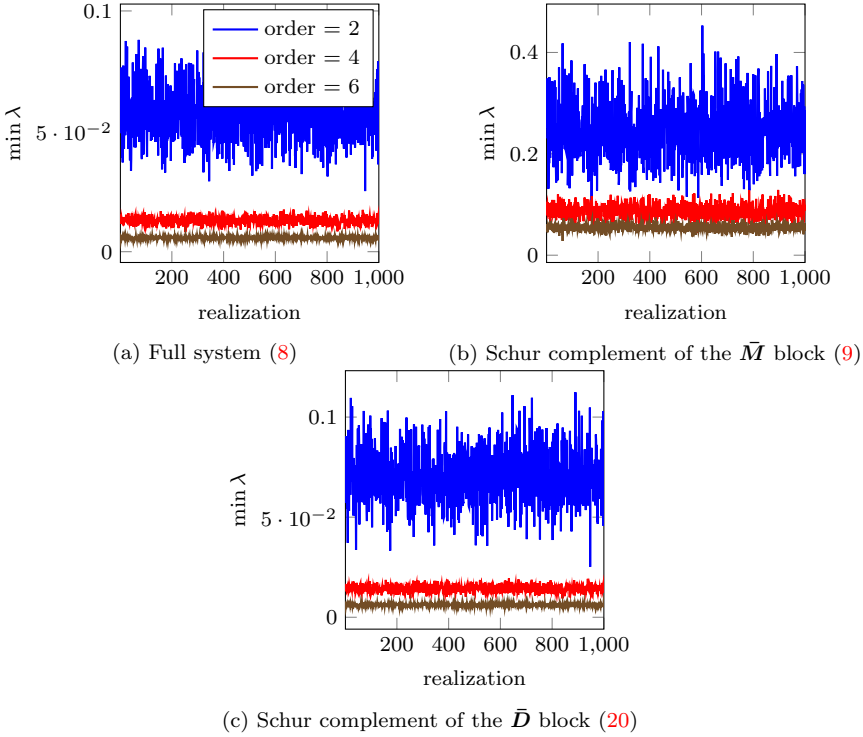 0.1
5 · 10⁻²
0
min λ
order = 2
order = 4
order = 6
200 400 600 800 1,000
realization
(a) Full system (8)
0.4
0.2
0
min λ
200 400 600 800 1,000
realization
(b) Schur complement of the M̄ block (9)
0.1
5 · 10⁻²
0
min λ
200 400 600 800 1,000
realization
(c) Schur complement of the D̄ block (20)